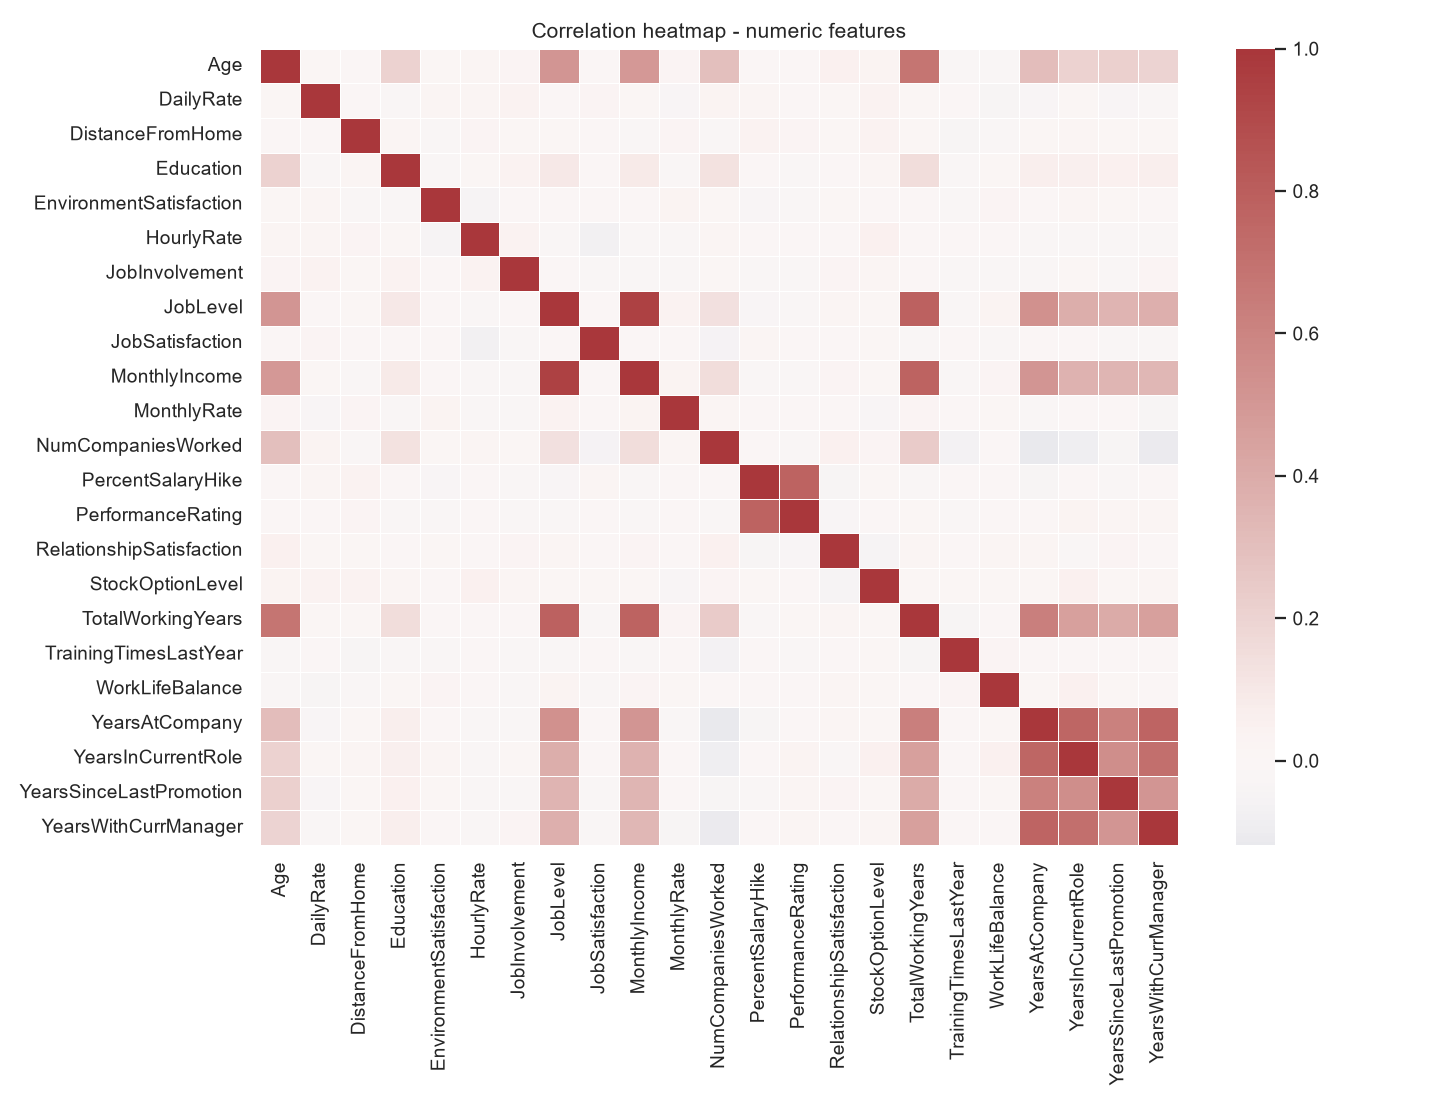 Correlation heatmap - numeric features
Age
DailyRate
DistanceFromHome
Education
EnvironmentSatisfaction
HourlyRate
JobInvolvement
JobLevel
JobSatisfaction
MonthlyIncome
MonthlyRate
NumCompaniesWorked
PercentSalaryHike
PerformanceRating
RelationshipSatisfaction
StockOptionLevel
TotalWorkingYears
TrainingTimesLastYear
WorkLifeBalance
YearsAtCompany
YearsInCurrentRole
YearsSinceLastPromotion
YearsWithCurrManager
Age
DailyRate
DistanceFromHome
Education
EnvironmentSatisfaction
HourlyRate
JobInvolvement
JobLevel
JobSatisfaction
MonthlyIncome
MonthlyRate
NumCompaniesWorked
PercentSalaryHike
PerformanceRating
RelationshipSatisfaction
StockOptionLevel
TotalWorkingYears
TrainingTimesLastYear
WorkLifeBalance
YearsAtCompany
YearsInCurrentRole
YearsSinceLastPromotion
YearsWithCurrManager
1.0
0.8
0.6
0.4
0.2
0.0